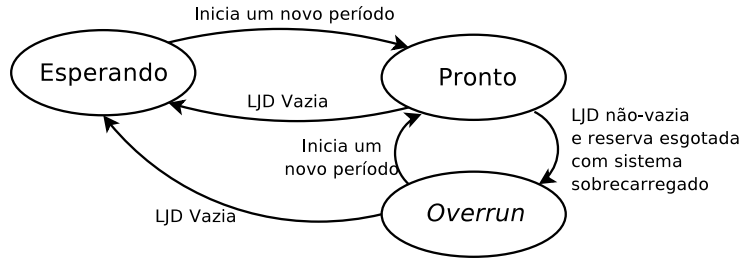 Inicia um novo período
Esperando
Pronto
LJD Vazia
LJD não-vazia
e reserva esgotada
com sistema
sobrecarregado
Inicia um
novo período
LJD Vazia
Overrun